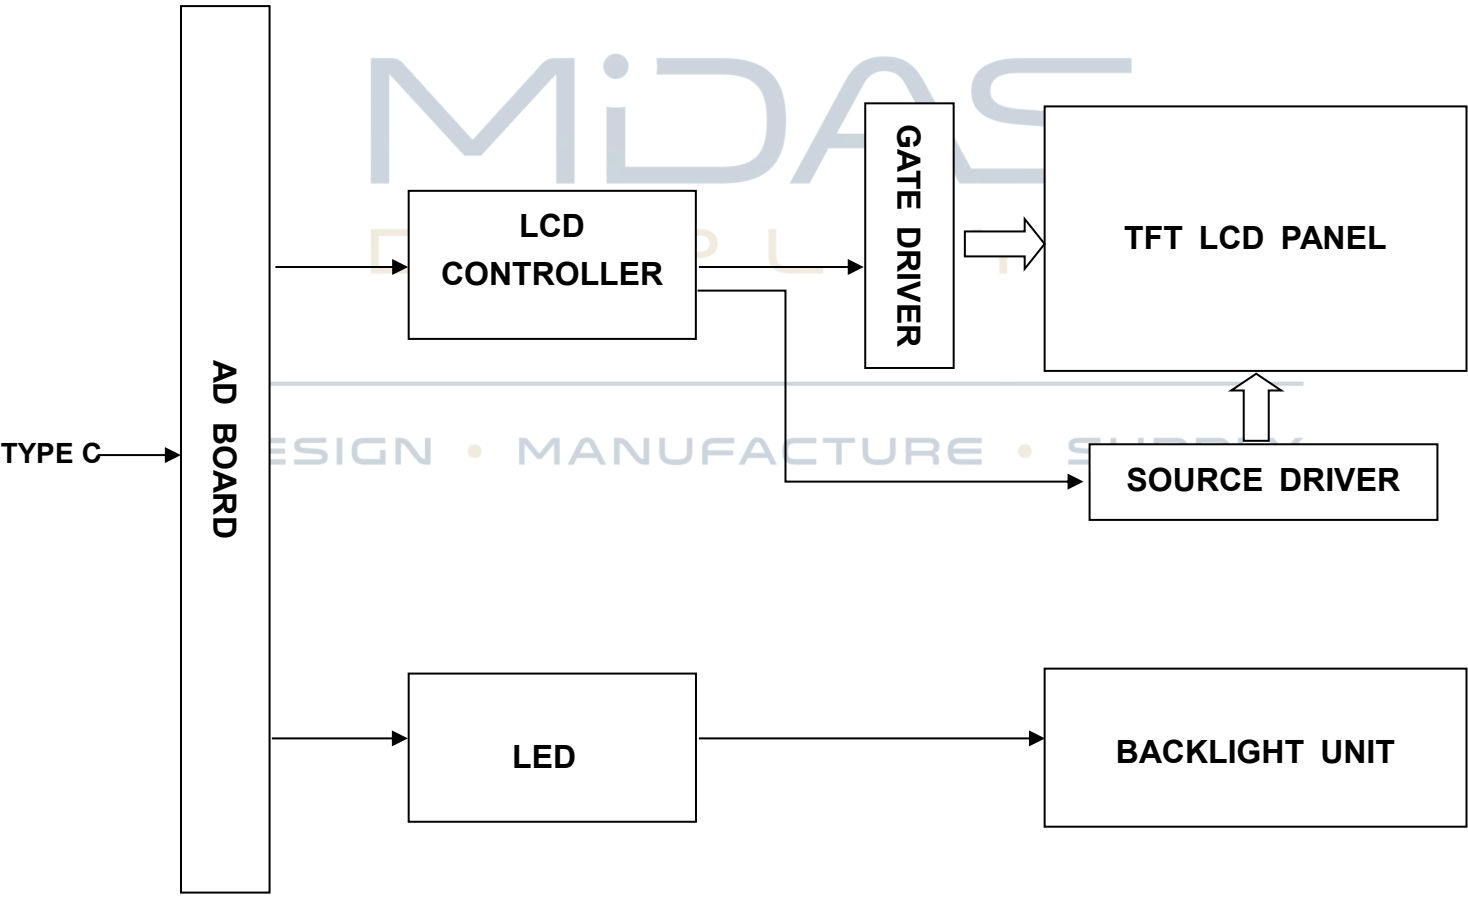 MiDAS
LCD
CONTROLLER
GATE DRIVER
TFT LCD PANEL
AD BOARD
TYPE C
ESIGN • MANUFACTURE •
SOURCE DRIVER
LED
BACKLIGHT UNIT